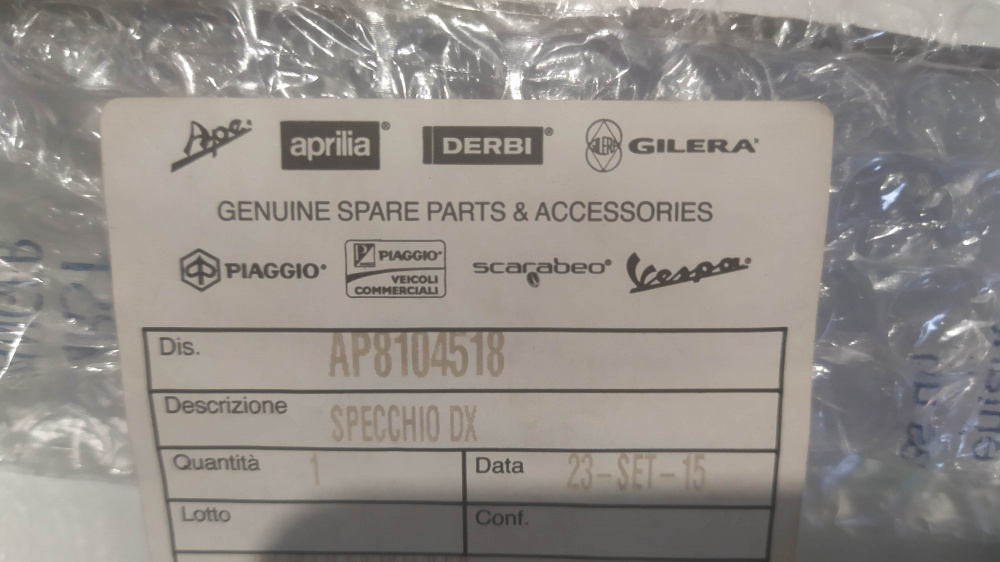 Ape® aprilia® DERBI® GILERA®
GENUINE SPARE PARTS & ACCESSORIES
PIAGGIO® PIAGGIO® VEICOLI COMMERCIALI scarabeo® Vespa®
Dis. AP8104518
Descrizione SPECCHIO DX
Quantità 1 Data 23-SET-15
Lotto Conf.